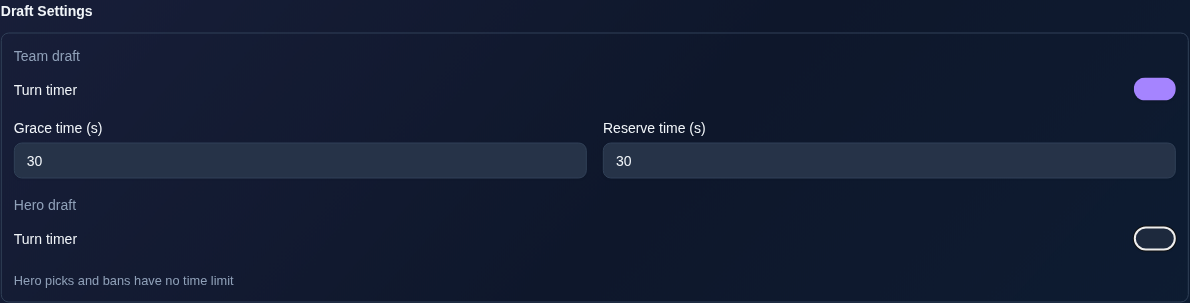 Draft Settings
Team draft
Turn timer
Grace time (s)
Reserve time (s)
30
30
Hero draft
Turn timer
Hero picks and bans have no time limit